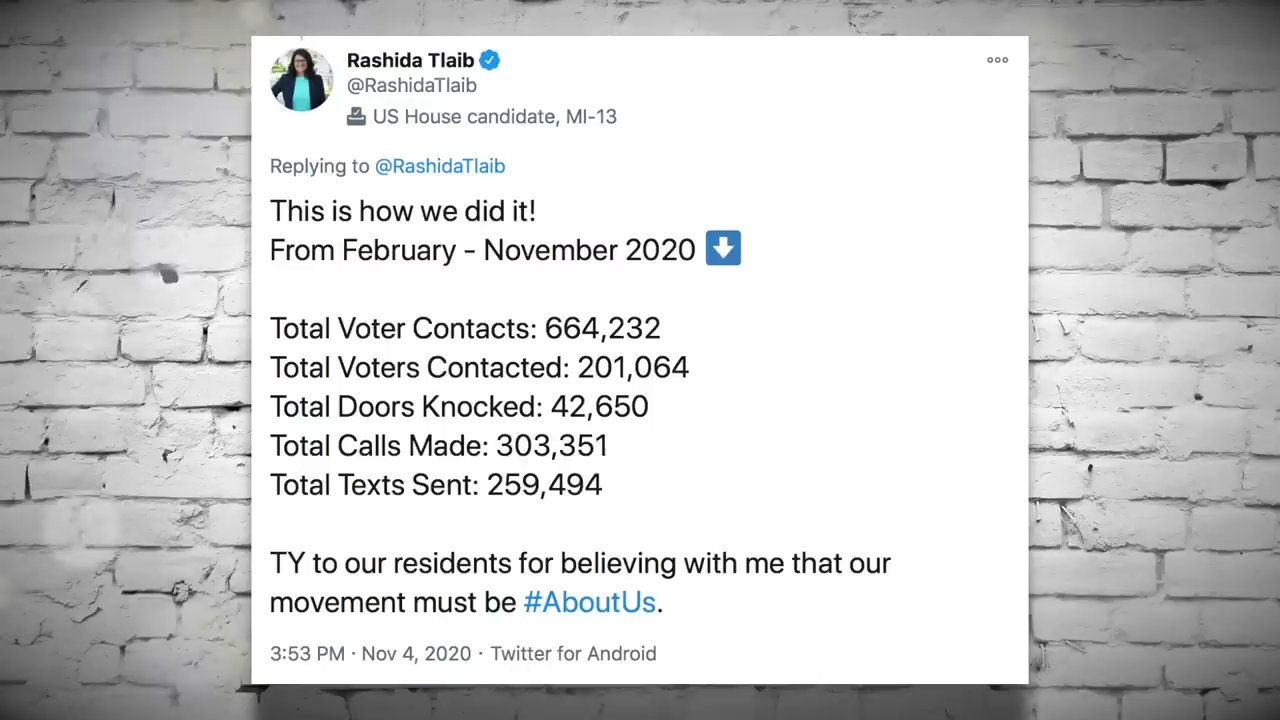 Rashida Tlaib
@RashidaTlaib
US House candidate, MI-13
Replying to @RashidaTlaib
This is how we did it!
From February - November 2020 ⬇️
Total Voter Contacts: 664,232
Total Voters Contacted: 201,064
Total Doors Knocked: 42,650
Total Calls Made: 303,351
Total Texts Sent: 259,494
TY to our residents for believing with me that our
movement must be #AboutUs.
3:53 PM · Nov 4, 2020 · Twitter for Android